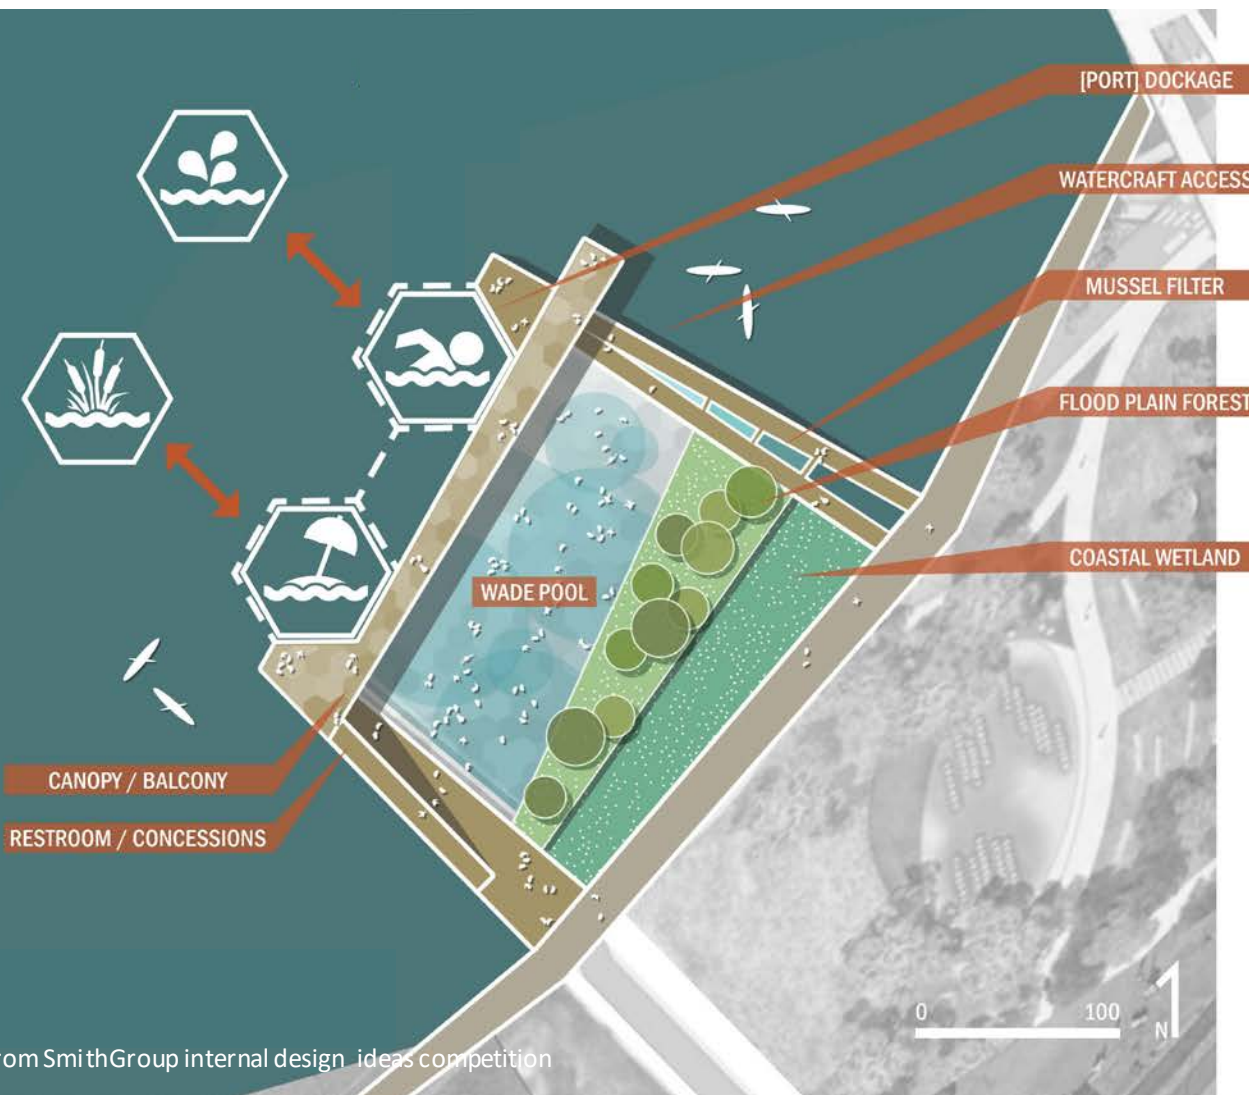 [PORT] DOCKAGE
WATERCRAFT ACCESS
MUSSEL FILTER
FLOOD PLAIN FOREST
COASTAL WETLAND
WADE POOL
CANOPY / BALCONY
RESTROOM / CONCESSIONS
0 100
N
SmithGroup internal design ideas competition